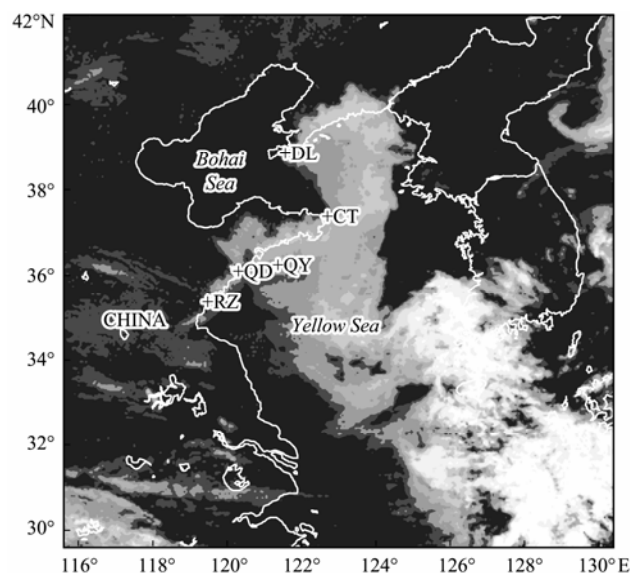 42°N
40°
38°
36°
34°
32°
30°
Bohai
Sea
+DL
+CT
+QD
+QY
+RZ
CHINA
Yellow Sea
116°
118°
120°
122°
124°
126°
128°
130°E